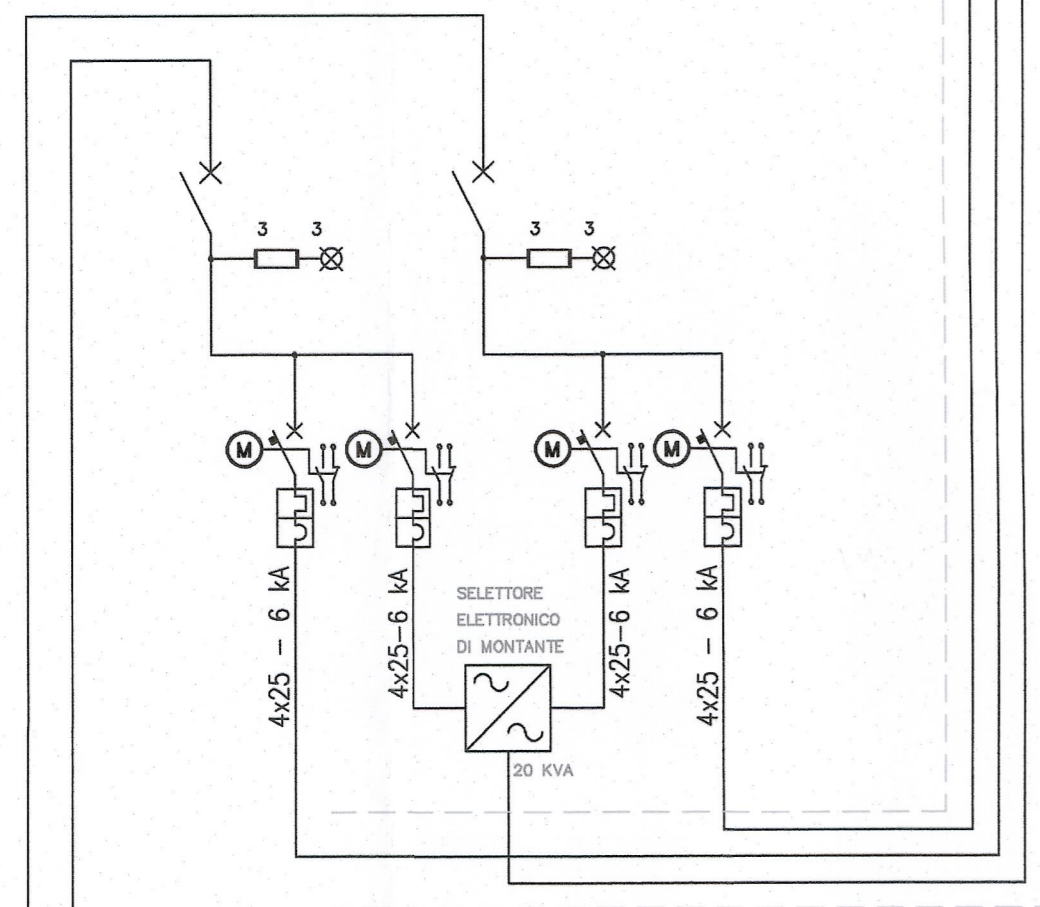 3 3
3 3
M
M
M
M
4x25 - 6 kA
4x25-6 kA
SELETTORE
ELETTRONICO
DI MONTANTE
4x25-6 kA
4x25 - 6 kA
20 KVA